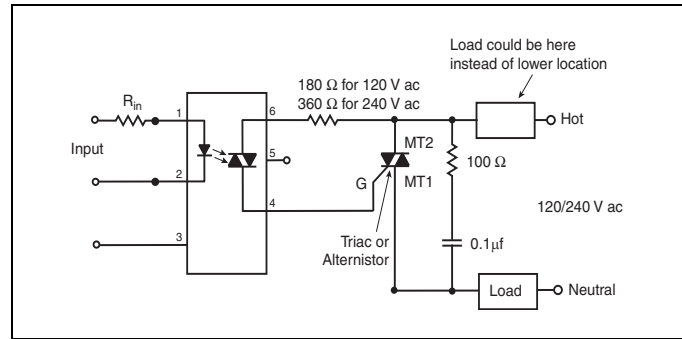 Load could be here
instead of lower location
180 Ω for 120 V ac
360 Ω for 240 V ac
Rin
1
6
Hot
Input
5
MT2
100 Ω
G
MT1
2
4
120/240 V ac
3
Triac or
Alternistor
0.1µf
Load
Neutral